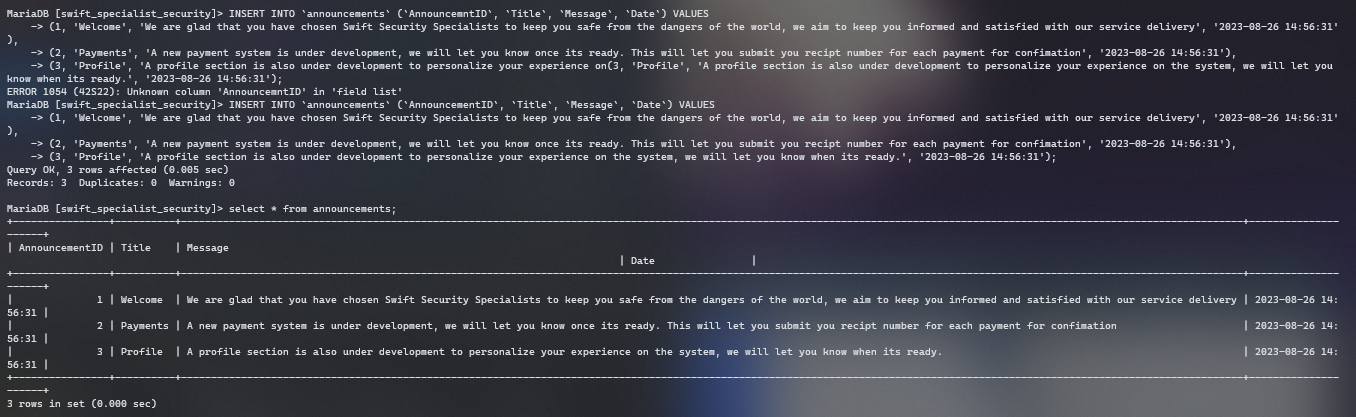 MariaDB [swift_specialist_security]> INSERT INTO `announcements` (`AnnouncemntID`, `Title`, `Message`, `Date`) VALUES
    -> (1, 'Welcome', 'We are glad that you have chosen Swift Security Specialists to keep you safe from the dangers of the world, we aim to keep you informed and satisfied with our service delivery', '2023-08-26 14:56:31'
),
    -> (2, 'Payments', 'A new payment system is under development, we will let you know once its ready. This will let you submit you recipt number for each payment for confimation', '2023-08-26 14:56:31'),
    -> (3, 'Profile', 'A profile section is also under development to personalize your experience on(3, 'Profile', 'A profile section is also under development to personalize your experience on the system, we will let you
know when its ready.', '2023-08-26 14:56:31');
ERROR 1054 (42S22): Unknown column 'AnnouncemntID' in 'field list'
MariaDB [swift_specialist_security]> INSERT INTO `announcements` (`AnnouncementID`, `Title`, `Message`, `Date`) VALUES
    -> (1, 'Welcome', 'We are glad that you have chosen Swift Security Specialists to keep you safe from the dangers of the world, we aim to keep you informed and satisfied with our service delivery', '2023-08-26 14:56:31'
),
    -> (2, 'Payments', 'A new payment system is under development, we will let you know once its ready. This will let you submit you recipt number for each payment for confimation', '2023-08-26 14:56:31'),
    -> (3, 'Profile', 'A profile section is also under development to personalize your experience on the system, we will let you know when its ready.', '2023-08-26 14:56:31');
Query OK, 3 rows affected (0.005 sec)
Records: 3  Duplicates: 0  Warnings: 0
MariaDB [swift_specialist_security]> select * from announcements;
| AnnouncementID | Title    | Message
| Date                |
|              1 | Welcome  | We are glad that you have chosen Swift Security Specialists to keep you safe from the dangers of the world, we aim to keep you informed and satisfied with our service delivery | 2023-08-26 14:
56:31 |
|              2 | Payments | A new payment system is under development, we will let you know once its ready. This will let you submit you recipt number for each payment for confimation | 2023-08-26 14:
56:31 |
|              3 | Profile  | A profile section is also under development to personalize your experience on the system, we will let you know when its ready. | 2023-08-26 14:
56:31 |
3 rows in set (0.000 sec)